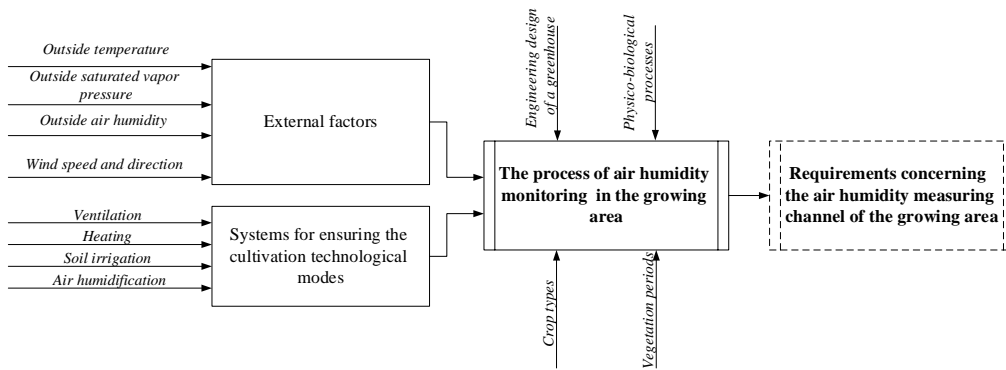 Outside temperature
Outside saturated vapor
pressure
Outside air humidity
Wind speed and direction
External factors
Ventilation
Heating
Soil irrigation
Air humidification
Systems for ensuring the
cultivation technological
modes
Engineering design
of a greenhouse
Physico-biological
processes
The process of air humidity
monitoring in the growing
area
Crop types
Vegetation periods
Requirements concerning
the air humidity measuring
channel of the growing area